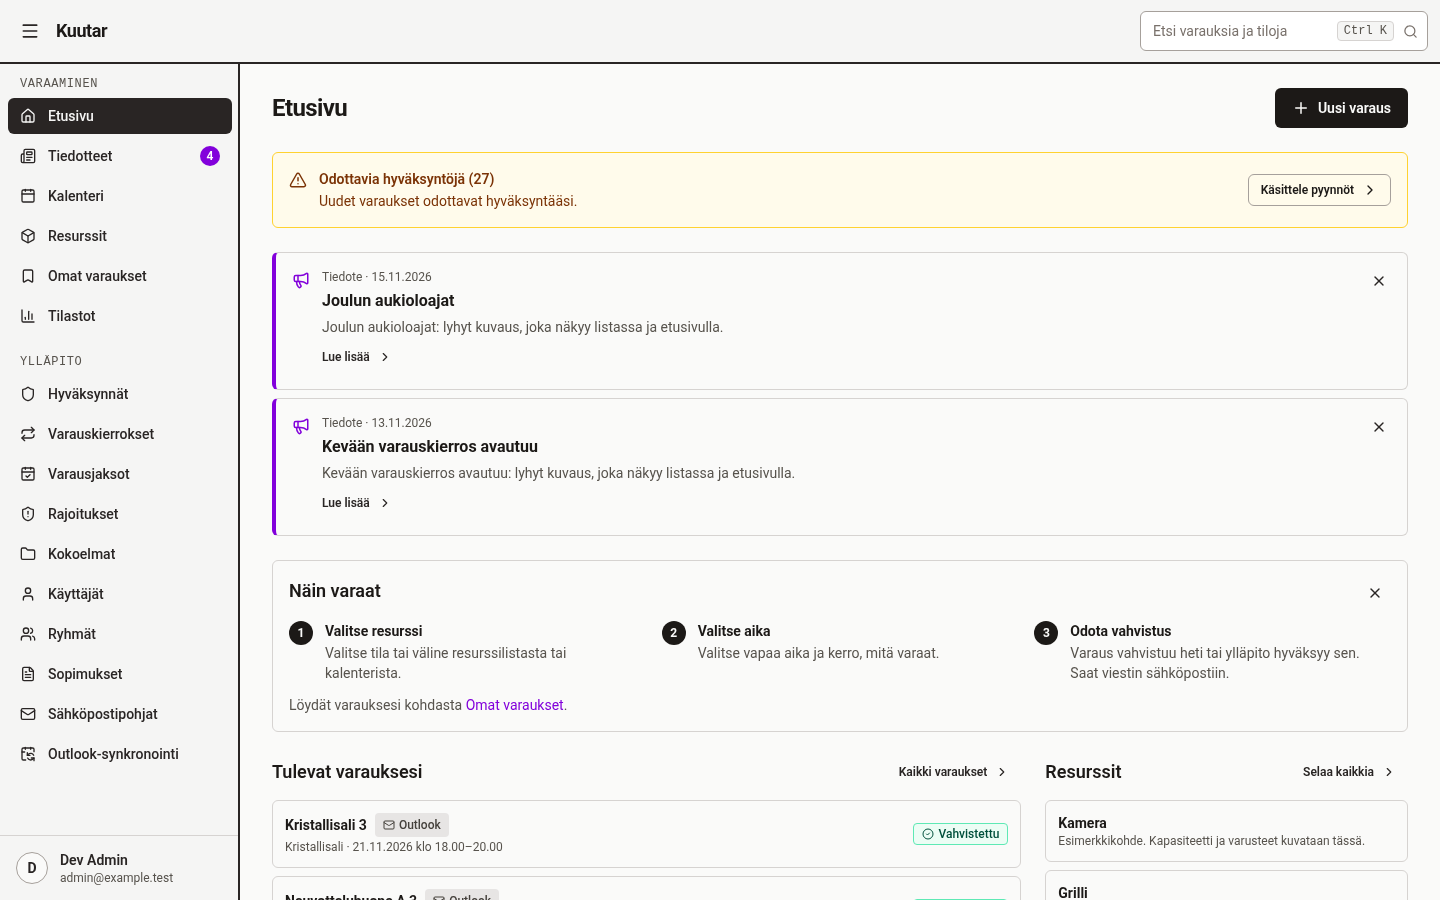 Kuutar
Etsi varauksia ja tiloja
Ctrl K
VARAAMINEN
Etusivu
Tiedotteet
4
Kalenteri
Resurssit
Omat varaukset
Tilastot
YLLÄPITO
Hyväksynnät
Varauskierrokset
Varausjaksot
Rajoitukset
Kokoelmat
Käyttäjät
Ryhmät
Sopimukset
Sähköpostipohjat
Outlook-synkronointi
D
Dev Admin
admin@example.test
Etusivu
Uusi varaus
Odottavia hyväksyntöjä (27)
Uudet varaukset odottavat hyväksyntääsi.
Käsittele pyynnöt
Tiedote · 15.11.2026
Joulun aukioloajat
Joulun aukioloajat: lyhyt kuvaus, joka näkyy listassa ja etusivulla.
Lue lisää
Tiedote · 13.11.2026
Kevään varauskierros avautuu
Kevään varauskierros avautuu: lyhyt kuvaus, joka näkyy listassa ja etusivulla.
Lue lisää
Näin varaat
1
Valitse resurssi
Valitse tila tai väline resurssilistasta tai
kalenterista.
2
Valitse aika
Valitse vapaa aika ja kerro, mitä varaat.
3
Odota vahvistus
Varaus vahvistuu heti tai ylläpito hyväksyy sen.
Saat viestin sähköpostiin.
Löydät varauksesi kohdasta Omat varaukset.
Tulevat varauksesi
Kaikki varaukset
Kristallisali 3
Outlook
Kristallisali · 21.11.2026 klo 18.00–20.00
Vahvistettu
Neuvotteluhuone A 3
Outlook
Resurssit
Selaa kaikkia
Kamera
Esimerkkikohde. Kapasiteetti ja varusteet kuvataan tässä.
Grilli